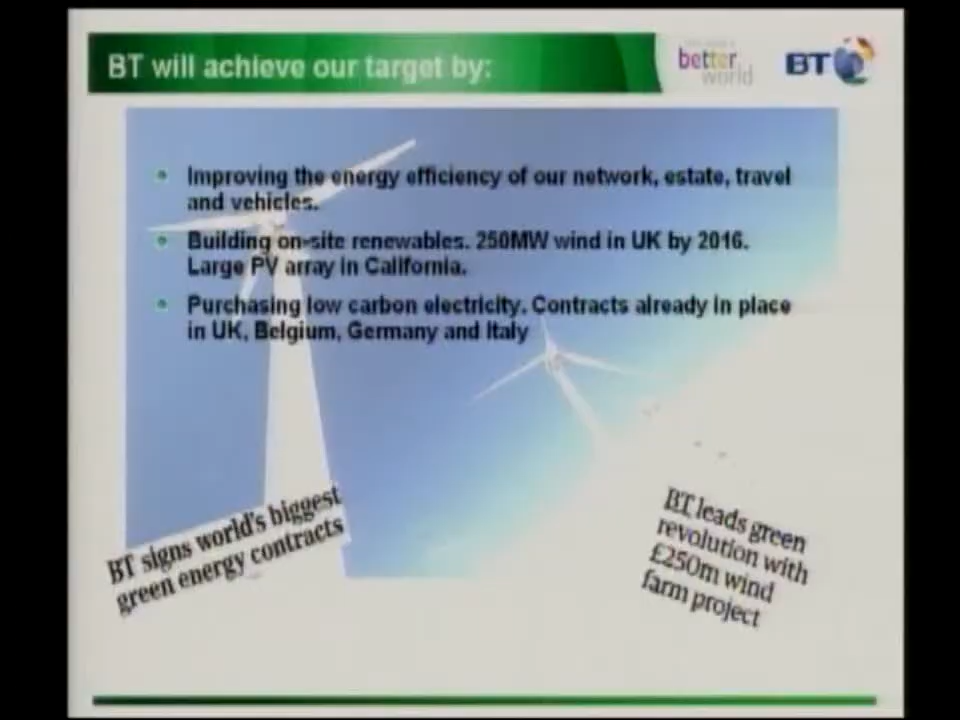 BT will achieve our target by:
better
world
BT
Improving the energy efficiency of our network, estate, travel
and vehicles.
Building on-site renewables. 250MW wind in UK by 2016.
Large PV array in California.
Purchasing low carbon electricity. Contracts already in place
in UK, Belgium, Germany and Italy
BT signs world's biggest
green energy contracts
BT leads green
revolution with
£250m wind
farm project